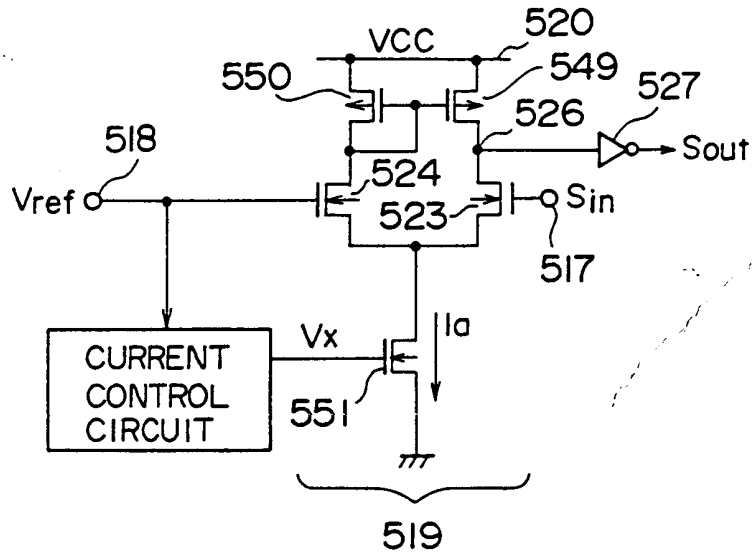 VCC
520
550
549
526
527
Sout
518
Vref
524
523
Sin
517
Vx
Ia
CURRENT
CONTROL
CIRCUIT
551
519